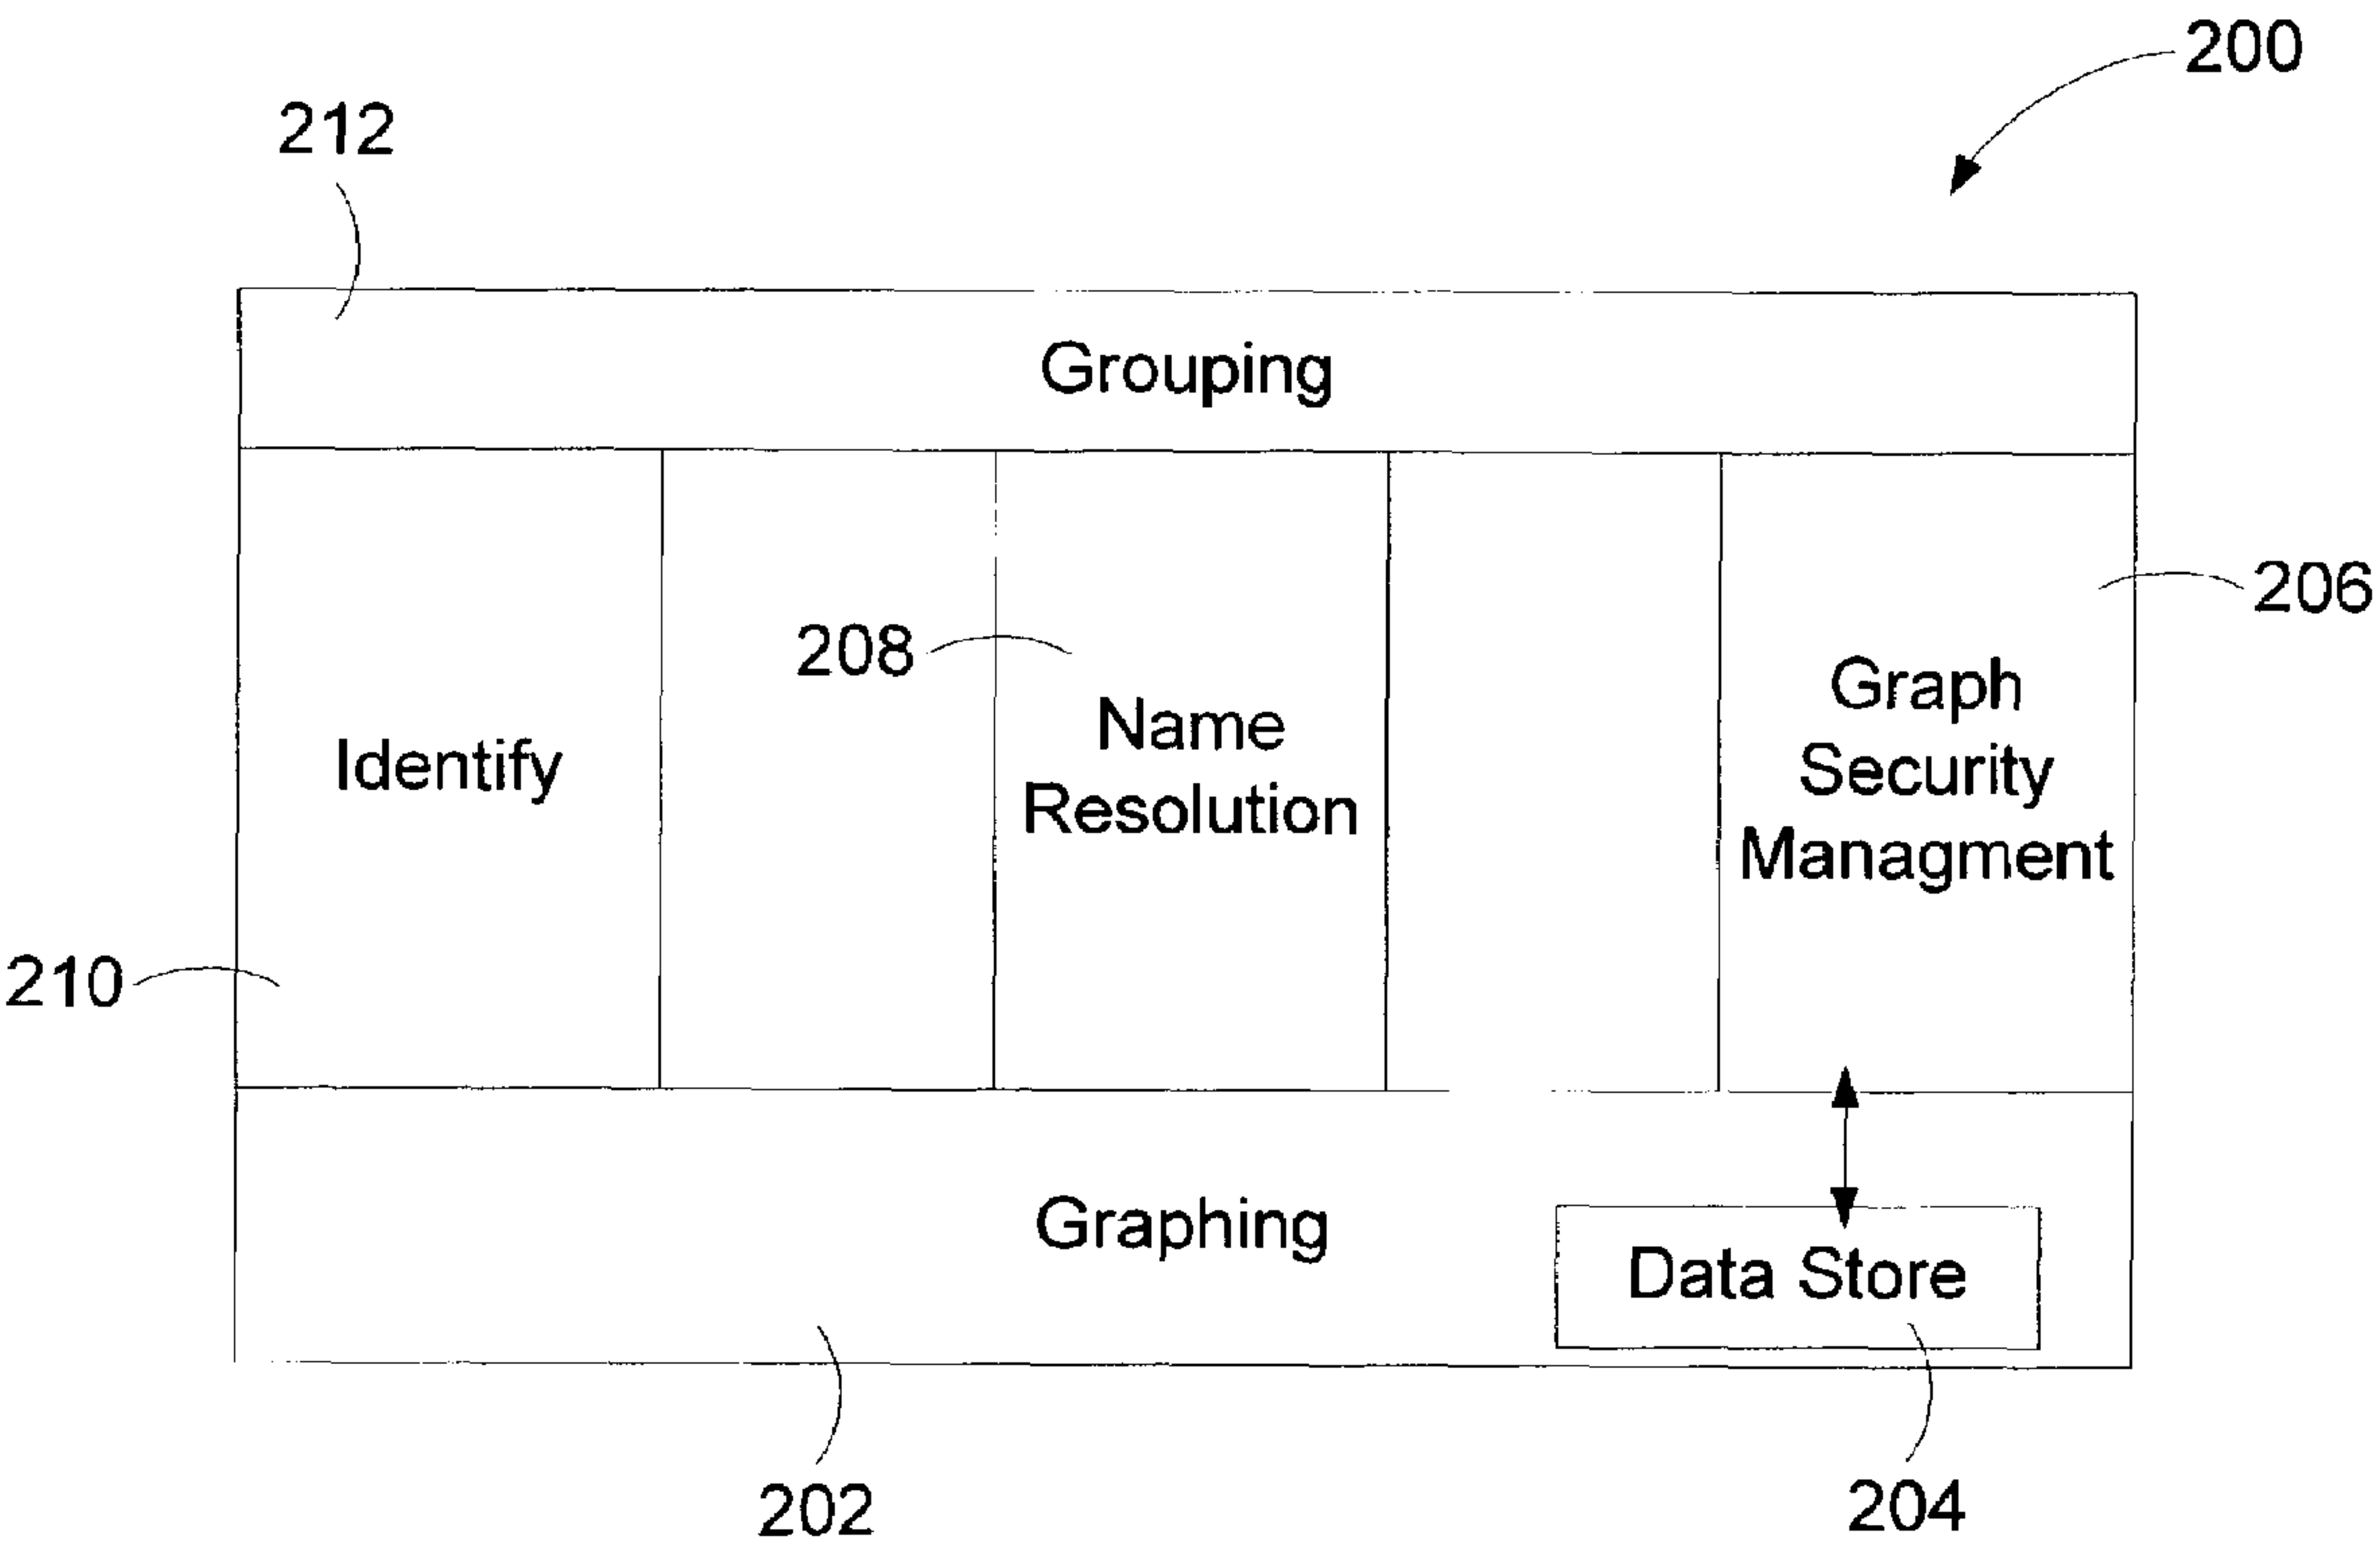 200
212
Grouping
206
208
Graph
Security
Managment
Name
Resolution
Identify
210
Graphing
Data Store
202
204